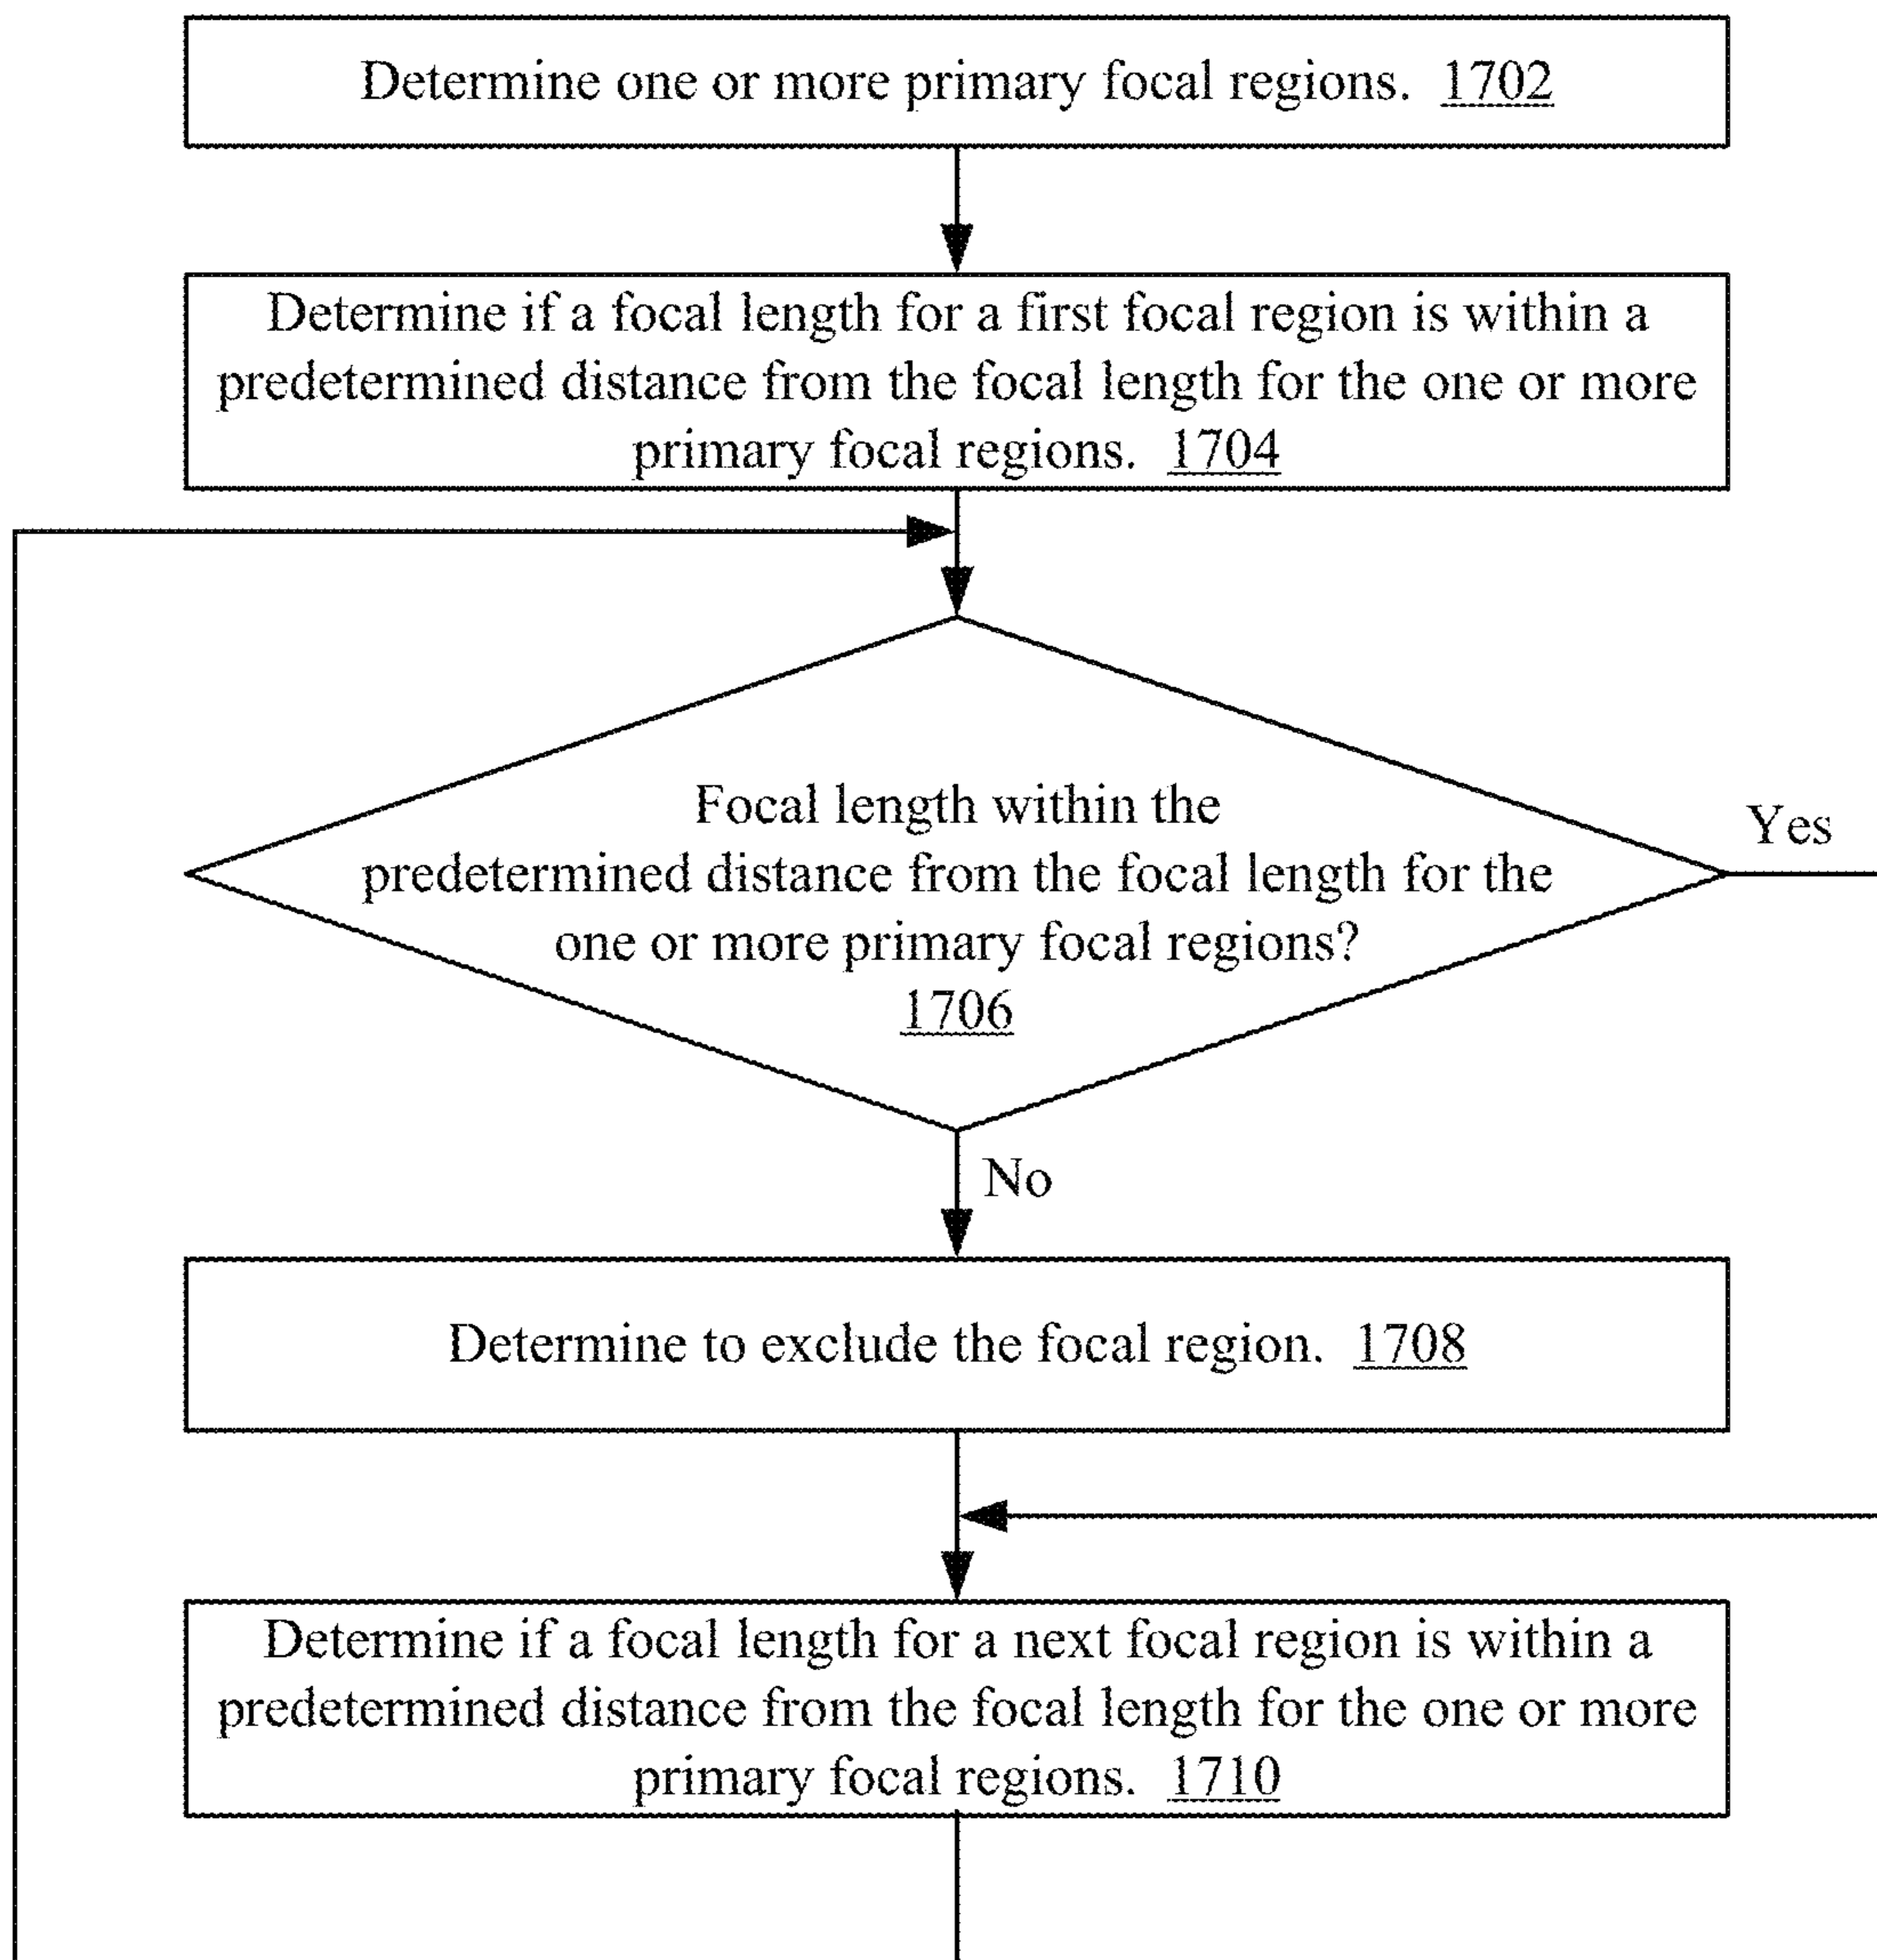 Determine one or more primary focal regions. 1702
Determine if a focal length for a first focal region is within a
predetermined distance from the focal length for the one or more
primary focal regions. 1704
Focal length within the
predetermined distance from the focal length for the
one or more primary focal regions?
1706
Yes
No
Determine to exclude the focal region. 1708
Determine if a focal length for a next focal region is within a
predetermined distance from the focal length for the one or more
primary focal regions. 1710